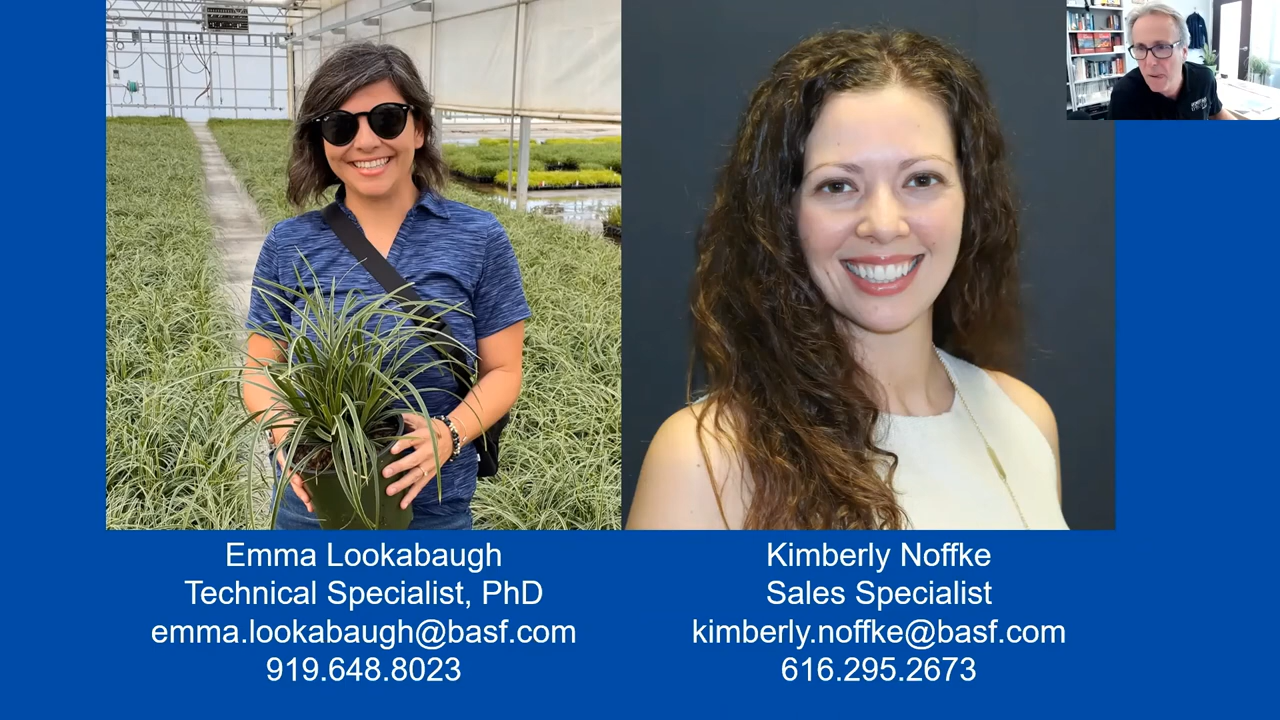 Emma Lookabaugh
Technical Specialist, PhD
emma.lookabaugh@basf.com
919.648.8023
Kimberly Noffke
Sales Specialist
kimberly.noffke@basf.com
616.295.2673